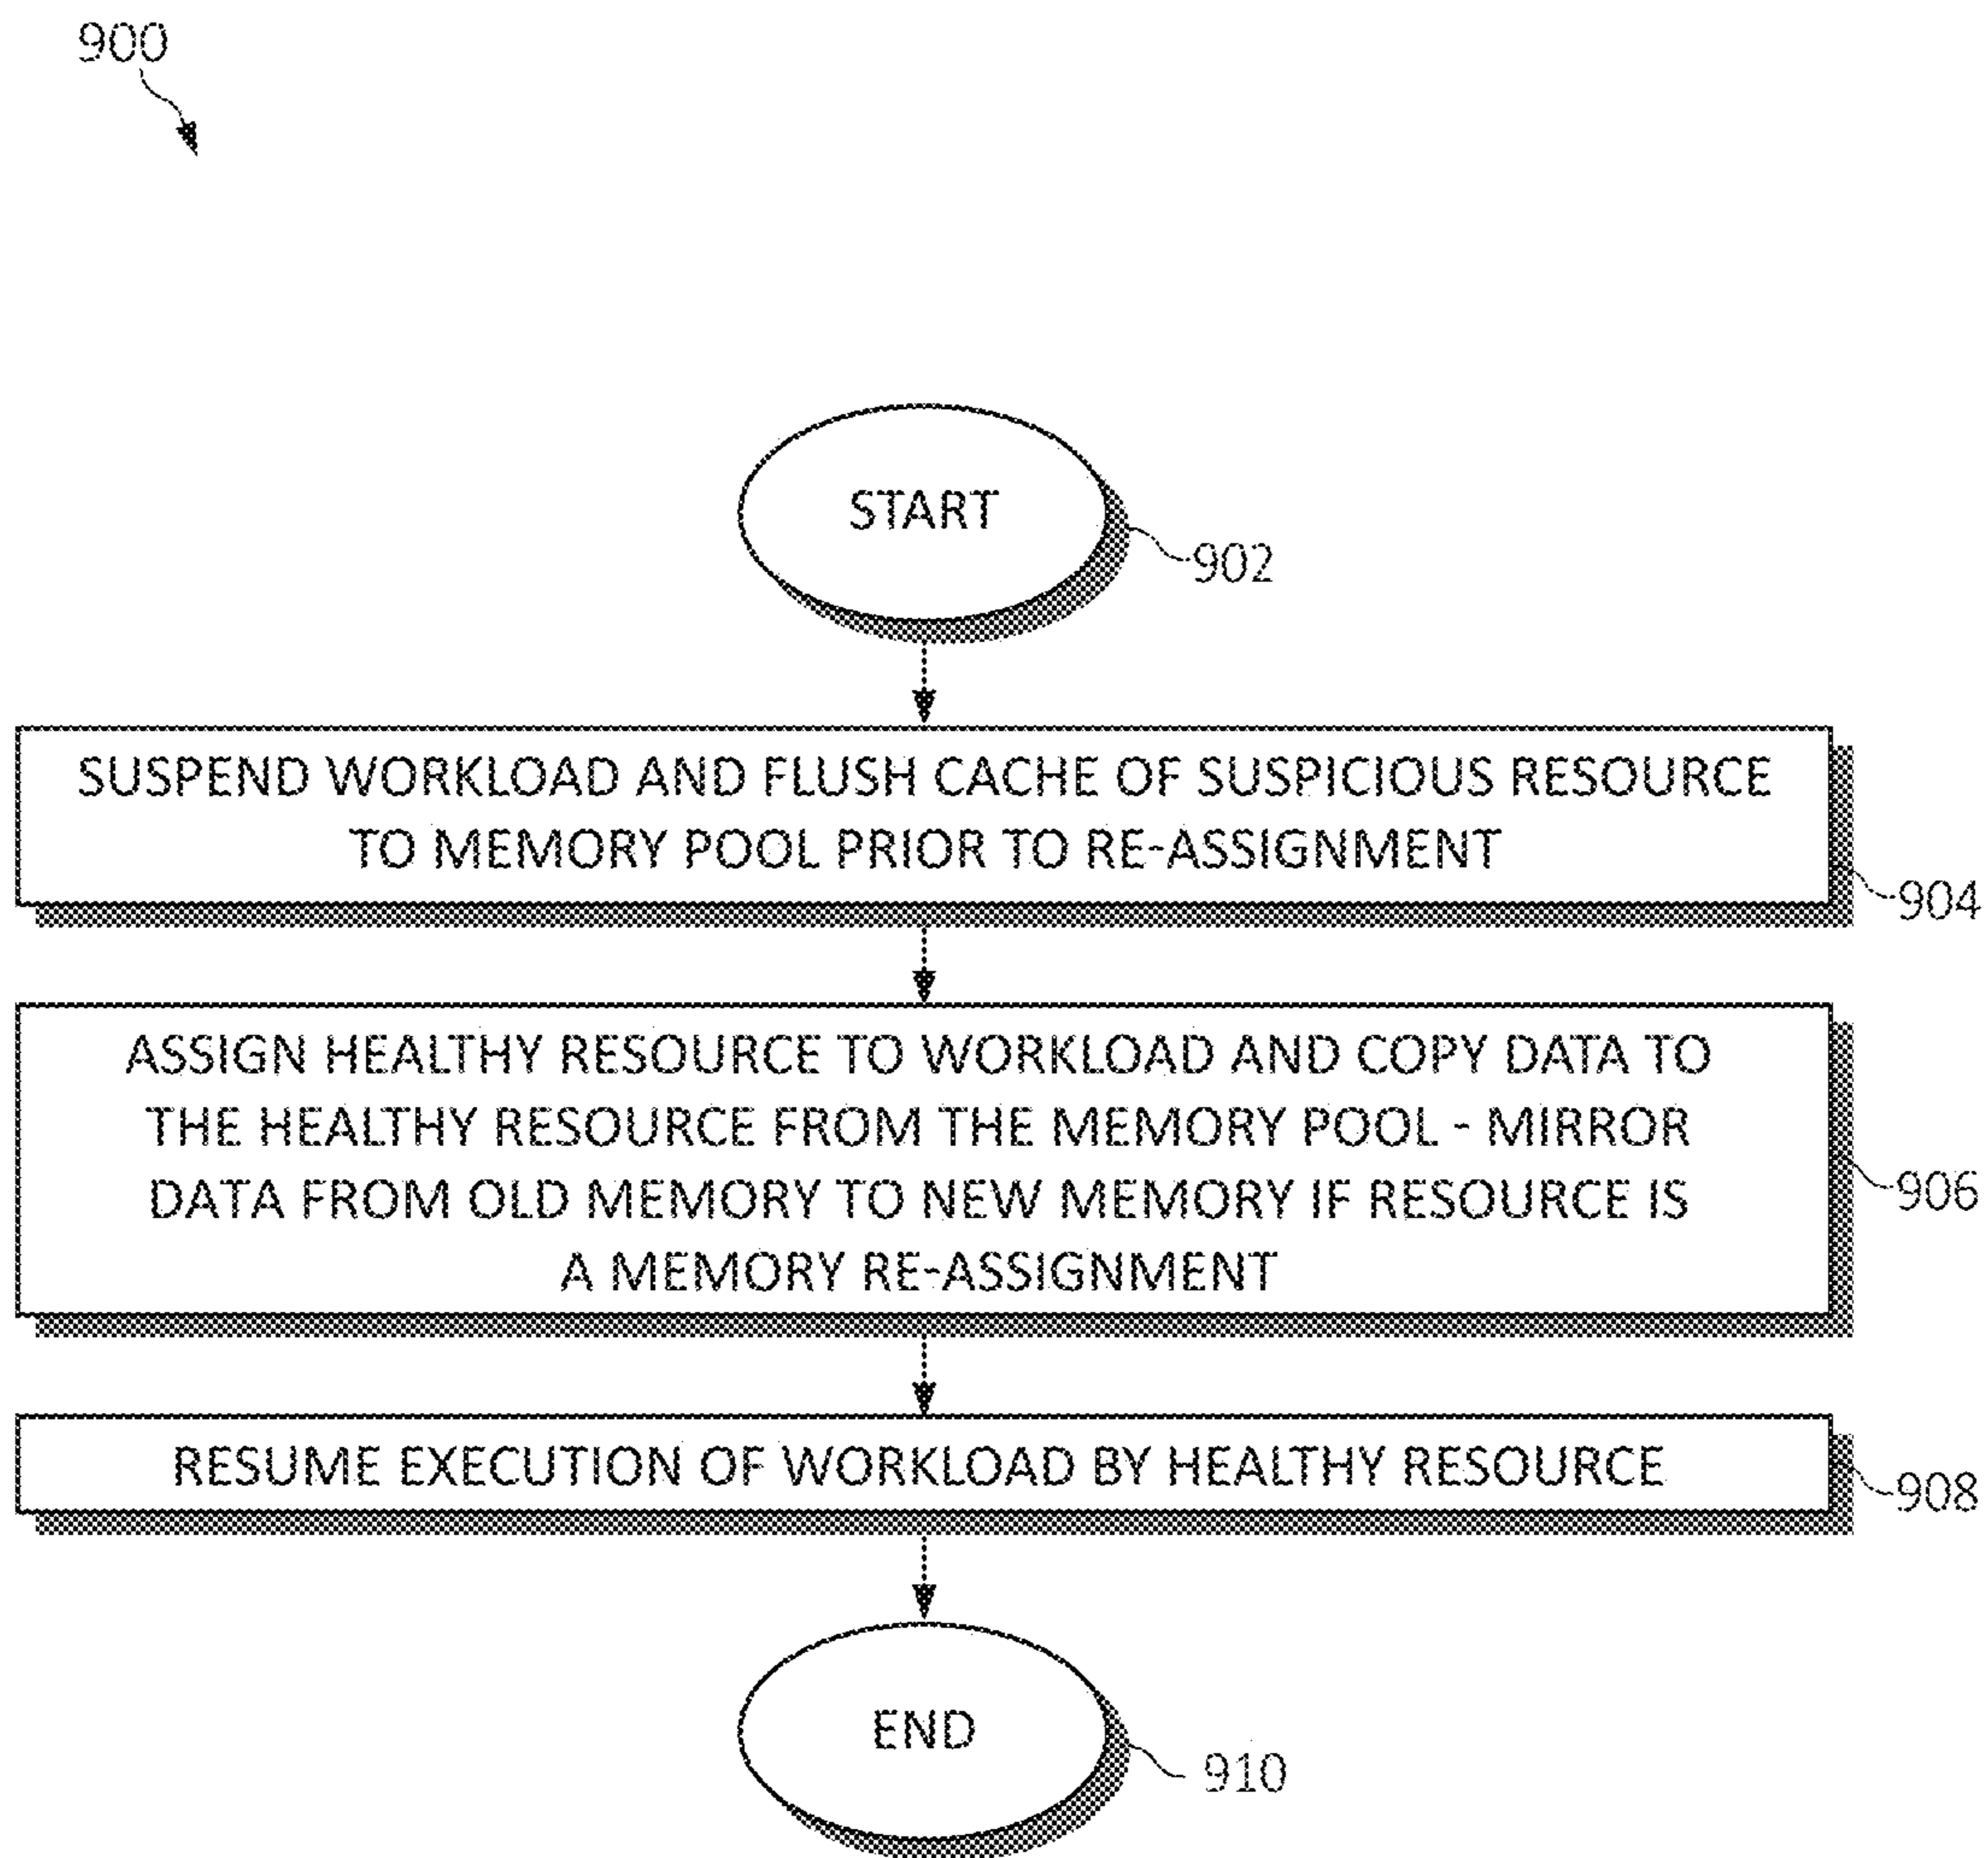 900
START
902
SUSPEND WORKLOAD AND FLUSH CACHE OF SUSPICIOUS RESOURCE
TO MEMORY POOL PRIOR TO RE-ASSIGNMENT
904
ASSIGN HEALTHY RESOURCE TO WORKLOAD AND COPY DATA TO
THE HEALTHY RESOURCE FROM THE MEMORY POOL - MIRROR
DATA FROM OLD MEMORY TO NEW MEMORY IF RESOURCE IS
A MEMORY RE-ASSIGNMENT
906
RESUME EXECUTION OF WORKLOAD BY HEALTHY RESOURCE
908
END
910